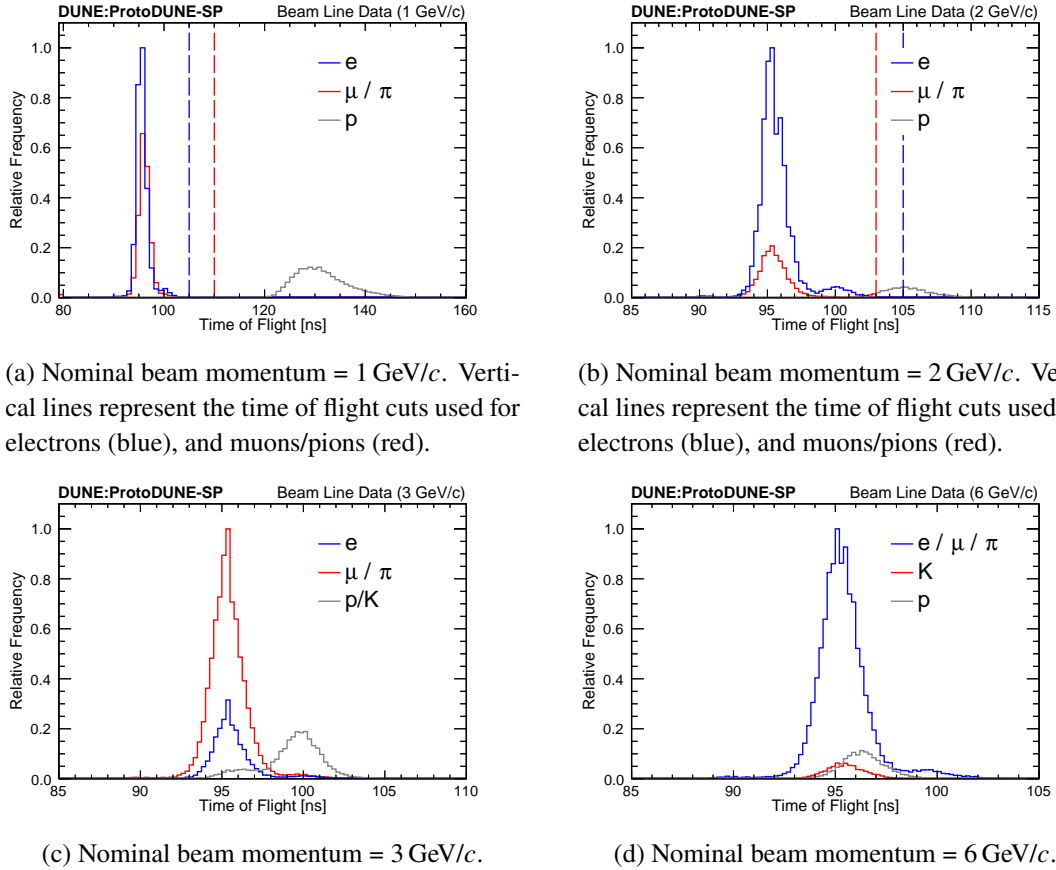 DUNE:ProtoDUNE-SP Beam Line Data (1 GeV/c)
Relative Frequency
1.0
0.8
0.6
0.4
0.2
0.0
e
μ / π
p
80 100 120 140 160
Time of Flight [ns]
(a) Nominal beam momentum = 1 GeV/c. Verti-
cal lines represent the time of flight cuts used for
electrons (blue), and muons/pions (red).
DUNE:ProtoDUNE-SP Beam Line Data (2 GeV/c)
Relative Frequency
1.0
0.8
0.6
0.4
0.2
0.0
e
μ / π
p
85 90 95 100 105 110 115
Time of Flight [ns]
(b) Nominal beam momentum = 2 GeV/c. Ve
cal lines represent the time of flight cuts used
electrons (blue), and muons/pions (red).
DUNE:ProtoDUNE-SP Beam Line Data (3 GeV/c)
Relative Frequency
1.0
0.8
0.6
0.4
0.2
0.0
e
μ / π
p/K
85 90 95 100 105 110
Time of Flight [ns]
(c) Nominal beam momentum = 3 GeV/c.
DUNE:ProtoDUNE-SP Beam Line Data (6 GeV/c)
Relative Frequency
1.0
0.8
0.6
0.4
0.2
0.0
e / μ / π
K
p
85 90 95 100 105
Time of Flight [ns]
(d) Nominal beam momentum = 6 GeV/c.